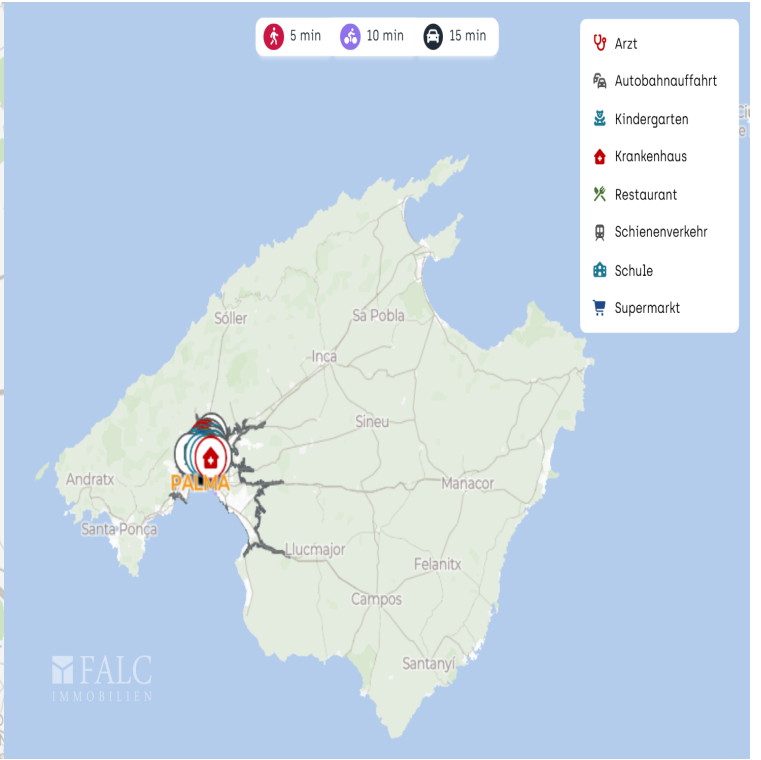 5 min
10 min
15 min
Arzt
Autobahnauffahrt
Kindergarten
Krankenhaus
Restaurant
Schienenverkehr
Schule
Supermarkt
Sóller
Sa Pobla
Inca
Sineu
Andratx
PALMA
Manacor
Santa Ponça
Llucmajor
Felanitx
Campos
Santanyí
FALC
IMMOBILIEN